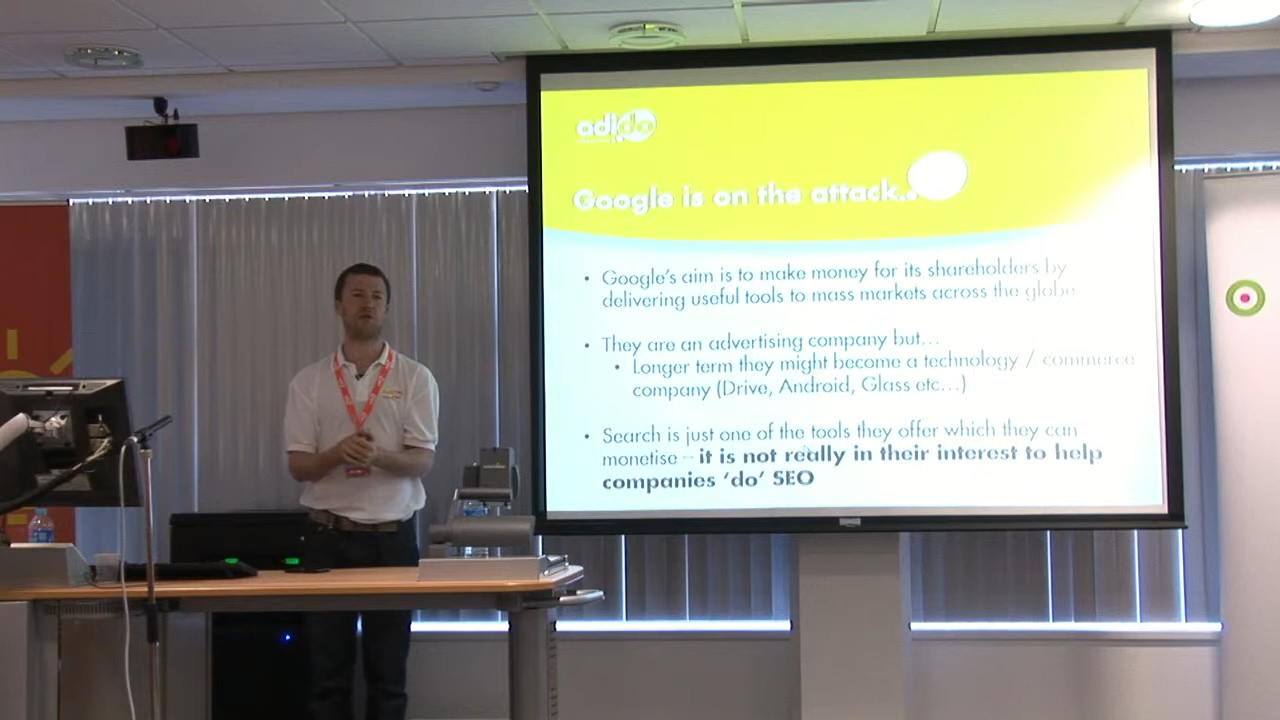 adido
Google is on the attack...
• Google's aim is to make money for its shareholders by
delivering useful tools to mass markets across the globe
• They are an advertising company but...
• Longer term they might become a technology / commerce
company (Drive, Android, Glass etc...)
• Search is just one of the tools they offer which they can
monetise – it is not really in their interest to help
companies 'do' SEO